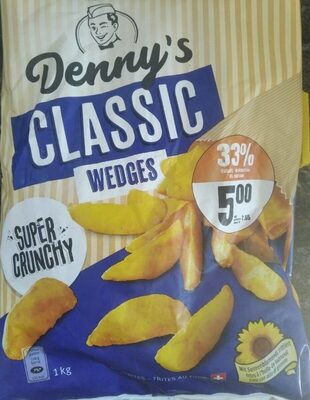 Denny's
CLASSIC
WEDGES
33%
5.00
SUPER
CRUNCHY
1 kg